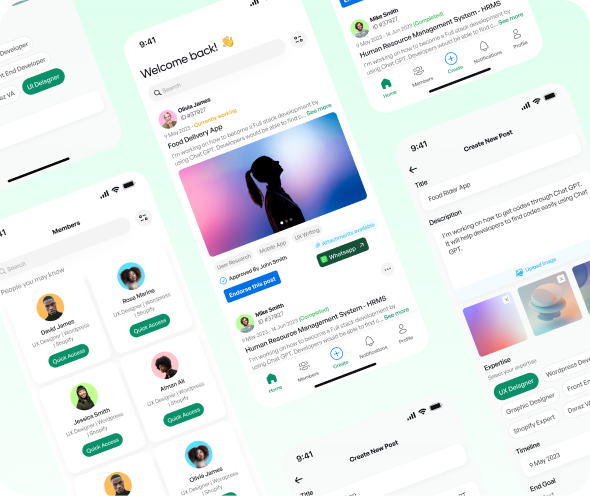 Developer
Front End Developer
UI Deisgner
Daraz VA
9:41
Welcome back! 👋
Search
Olivia James
ID #37927
9 May 2023 - Currently working
Food Delivery App
I'm working on how to become a Full stack development by
using Chat GPT. Developers would be able to find c... See more
User Research
Mobile App
UX Writing
Attachments available
Approved By John Smith
Whatsapp
Endorse this post
Mike Smith
ID #37927
9 May 2023 - 14 Jun 2023 (Completed)
Human Resource Management System - HRMS
I'm working on how to become a Full stack development by
using Chat GPT. Developers would be able to find c... See more
Home
Members
Create
Notifications
Profile
Mike Smith
ID #37927
9 May 2023 - 14 Jun 2023 (Completed)
Human Resource Management System - HRMS
I'm working on how to become a Full stack development by
using Chat GPT. Developers would be able to find c... See more
Home
Members
Create
Notifications
Profile
Members
Search
People you may know
David James
UX Designer | Wordpress
| Shopify
Quick Access
Rose Merine
UX Designer | Wordpress
| Shopify
Quick Access
Jessica Smith
UX Designer | Wordpress
| Shopify
Quick Access
Aiman Ali
UX Designer | Wordpress
| Shopify
Quick Access
Olivia James
UX Designer | Wordpress
| Shopify
9:41
Create New Post
Title
Food Rider App
Description
I'm working on how to get codes through Chat GPT.
It will help developers to find codes easily using Chat
GPT.
Upload Image
Expertise
Select your expertise
UX Designer
Wordpress Deve
Graphic Designer
Front En
Shopify Expert
Daraz VA
Timeline
9 May 2023
End Goal
9:41
Create New Post
Title